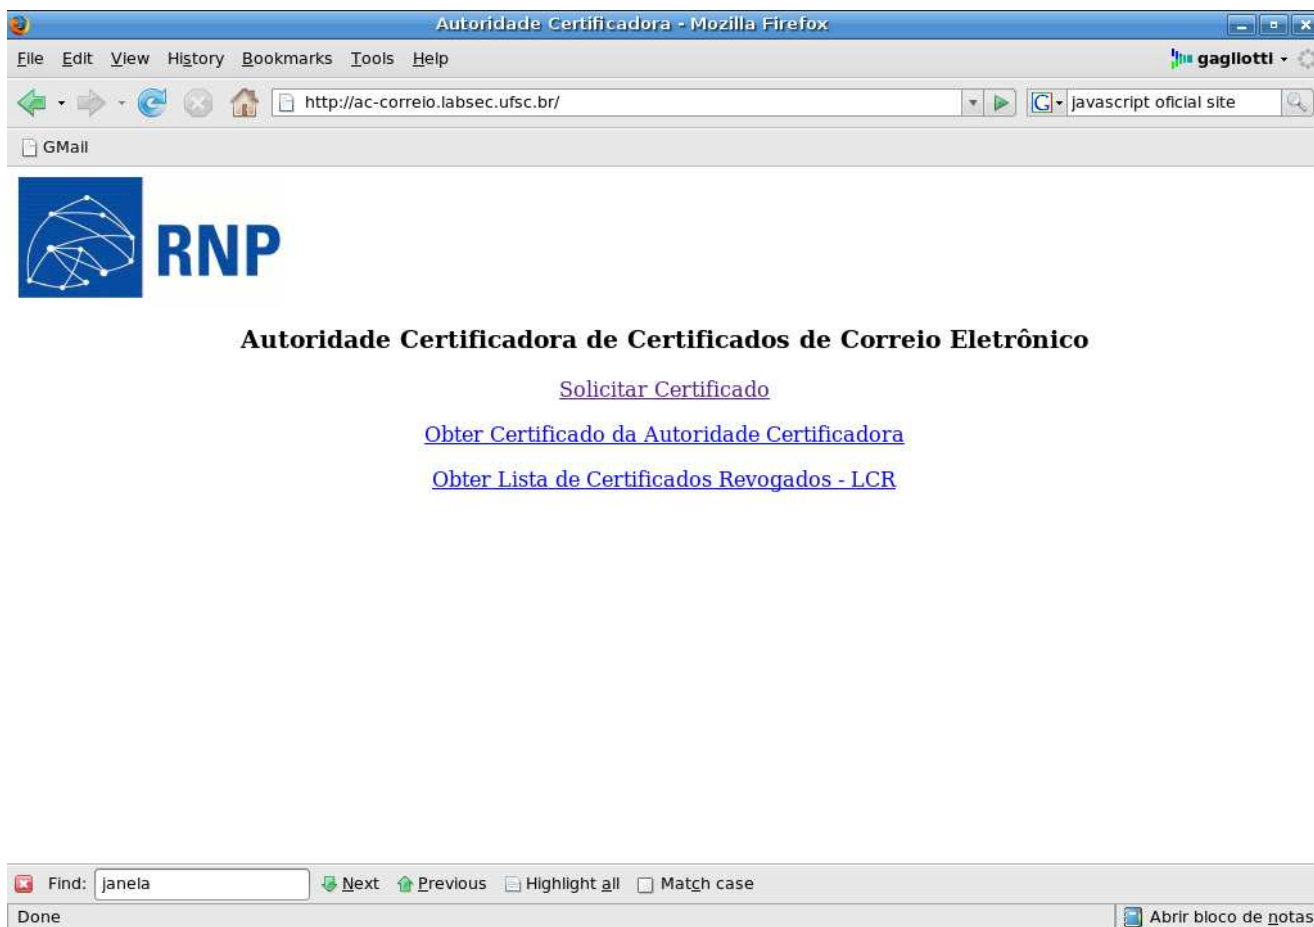 Autoridade Certificadora - Mozilla Firefox
File Edit View History Bookmarks Tools Help gagliotti
http://ac-correio.labsec.ufsc.br/ G javascript oficial site
GMail
RNP
Autoridade Certificadora de Certificados de Correio Eletrônico
Solicitar Certificado
Obter Certificado da Autoridade Certificadora
Obter Lista de Certificados Revogados - LCR
Find: janela Next Previous Highlight all Match case
Done Abrir bloco de notas